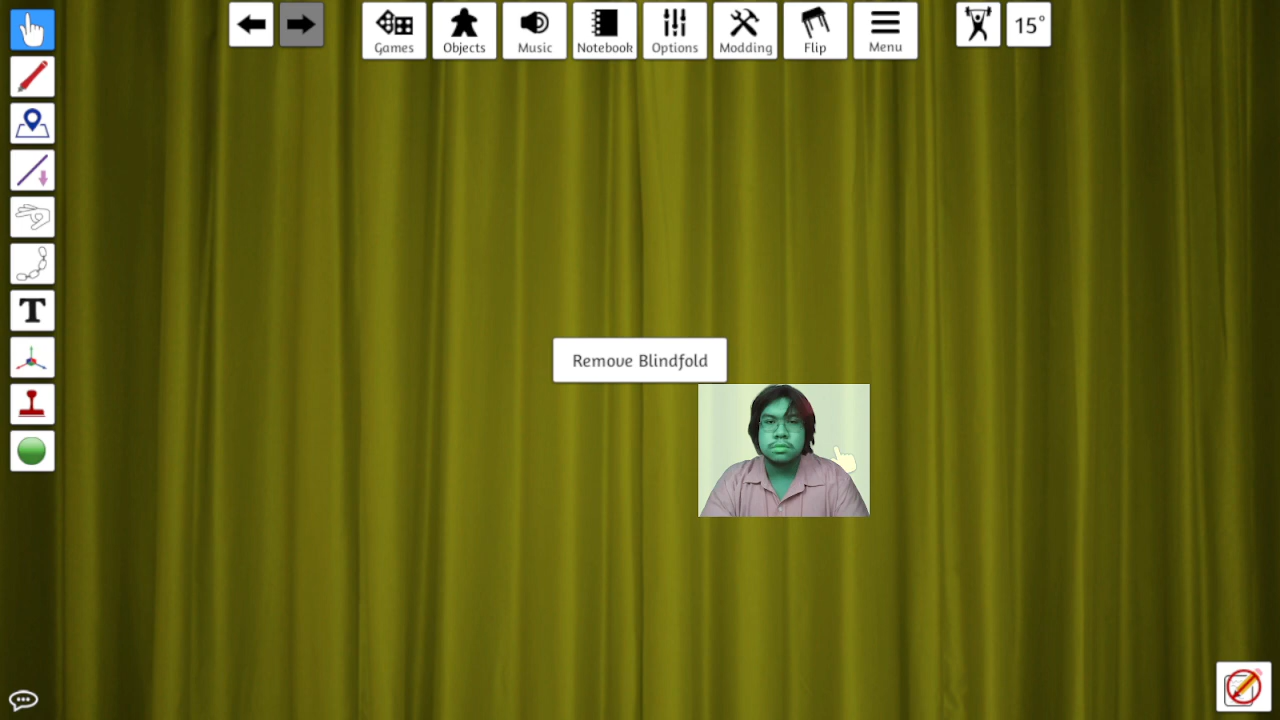 Games
Objects
Music
Notebook
Options
Modding
Flip
Menu
15°
T
Remove Blindfold